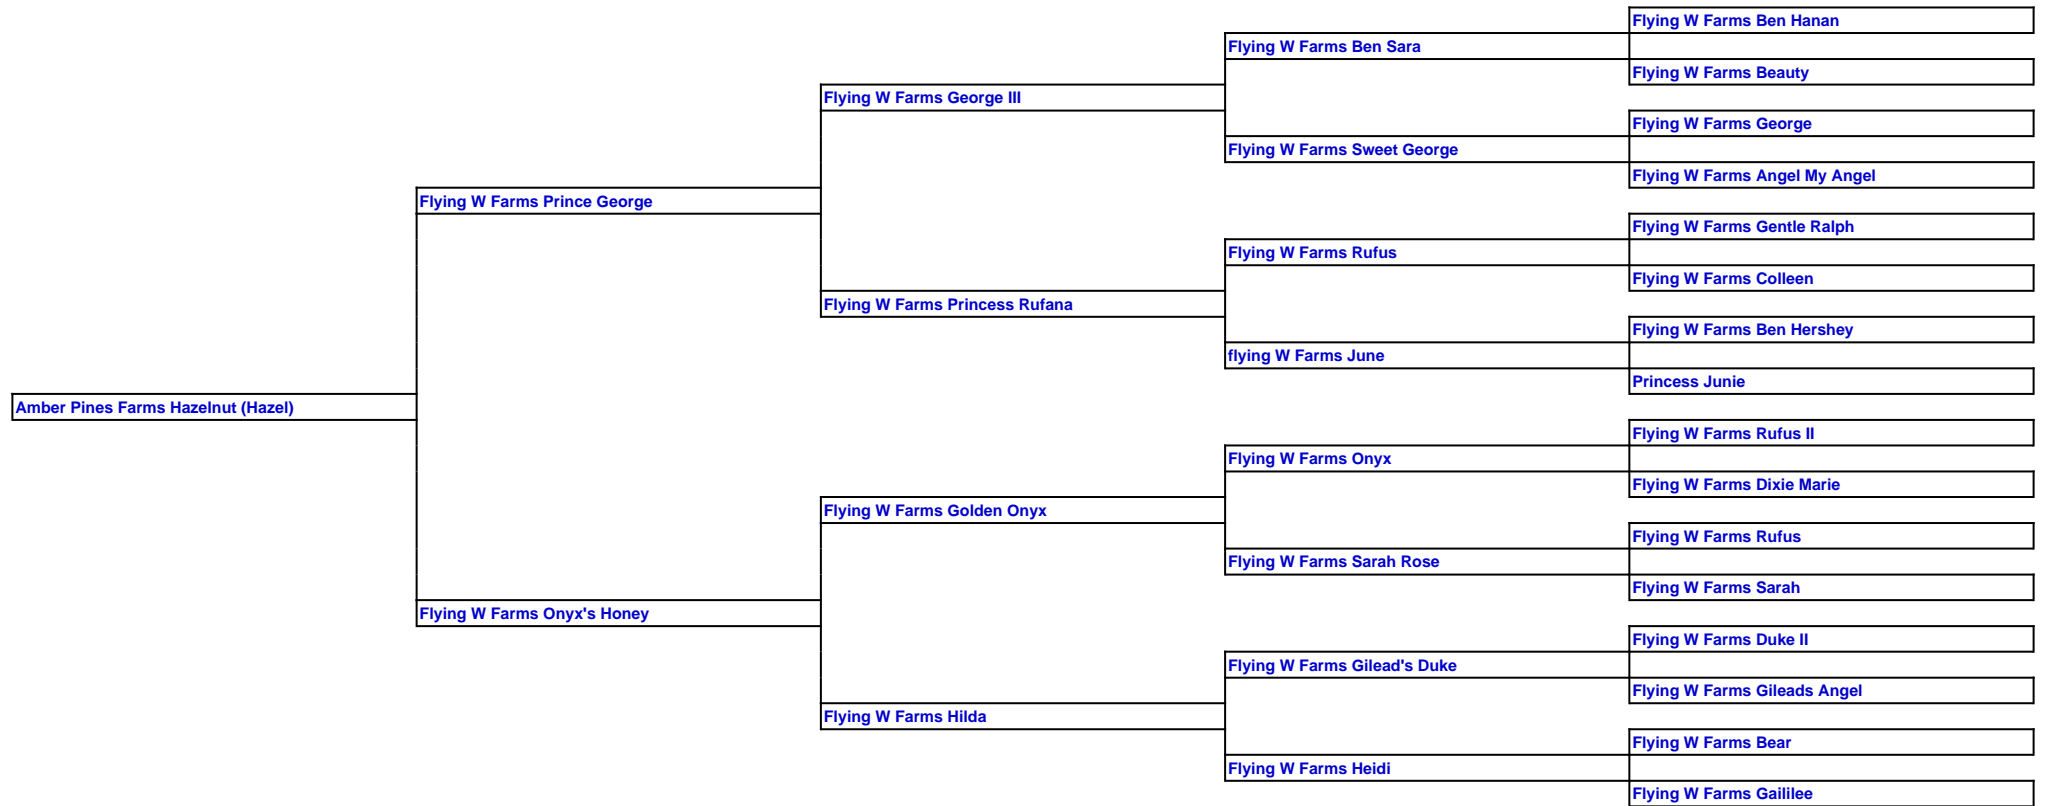 Flying W Farms Ben Hanan
Flying W Farms Ben Sara
Flying W Farms Beauty
Flying W Farms George III
Flying W Farms George
Flying W Farms Sweet George
Flying W Farms Angel My Angel
Flying W Farms Prince George
Flying W Farms Gentle Ralph
Flying W Farms Rufus
Flying W Farms Colleen
Flying W Farms Princess Rufana
Flying W Farms Ben Hershey
flying W Farms June
Princess Junie
Amber Pines Farms Hazelnut (Hazel)
Flying W Farms Rufus II
Flying W Farms Onyx
Flying W Farms Dixie Marie
Flying W Farms Golden Onyx
Flying W Farms Rufus
Flying W Farms Sarah Rose
Flying W Farms Sarah
Flying W Farms Onyx's Honey
Flying W Farms Duke II
Flying W Farms Gilead's Duke
Flying W Farms Gileads Angel
Flying W Farms Hilda
Flying W Farms Bear
Flying W Farms Heidi
Flying W Farms Gaililee